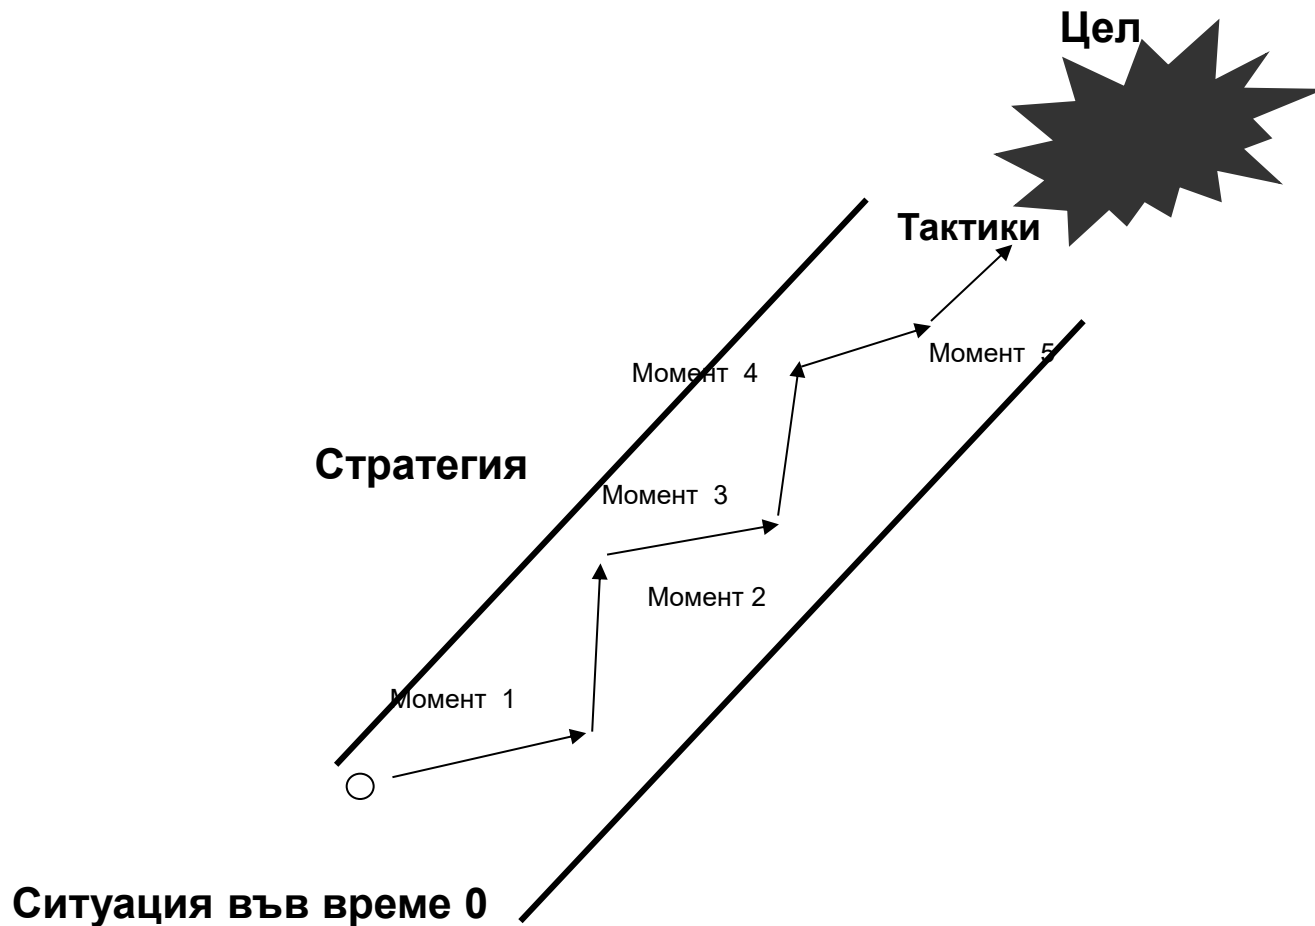 Цел
Тактики
Момент 5
Момент 4
Стратегия
Момент 3
Момент 2
Момент 1
Ситуация във време 0